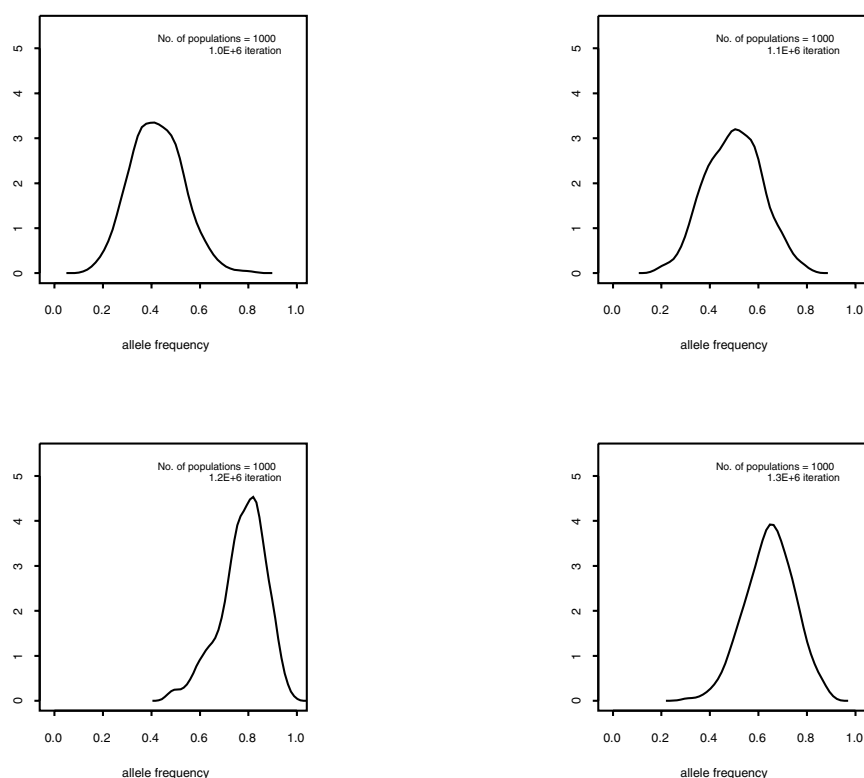 No. of populations = 1000
1.0E+6 iteration
5
4
3
2
1
0
0.0 0.2 0.4 0.6 0.8 1.0
allele frequency
No. of populations = 1000
1.1E+6 iteration
5
4
3
2
1
0
0.0 0.2 0.4 0.6 0.8 1.0
allele frequency
No. of populations = 1000
1.2E+6 iteration
5
4
3
2
1
0
0.0 0.2 0.4 0.6 0.8 1.0
allele frequency
No. of populations = 1000
1.3E+6 iteration
5
4
3
2
1
0
0.0 0.2 0.4 0.6 0.8 1.0
allele frequency